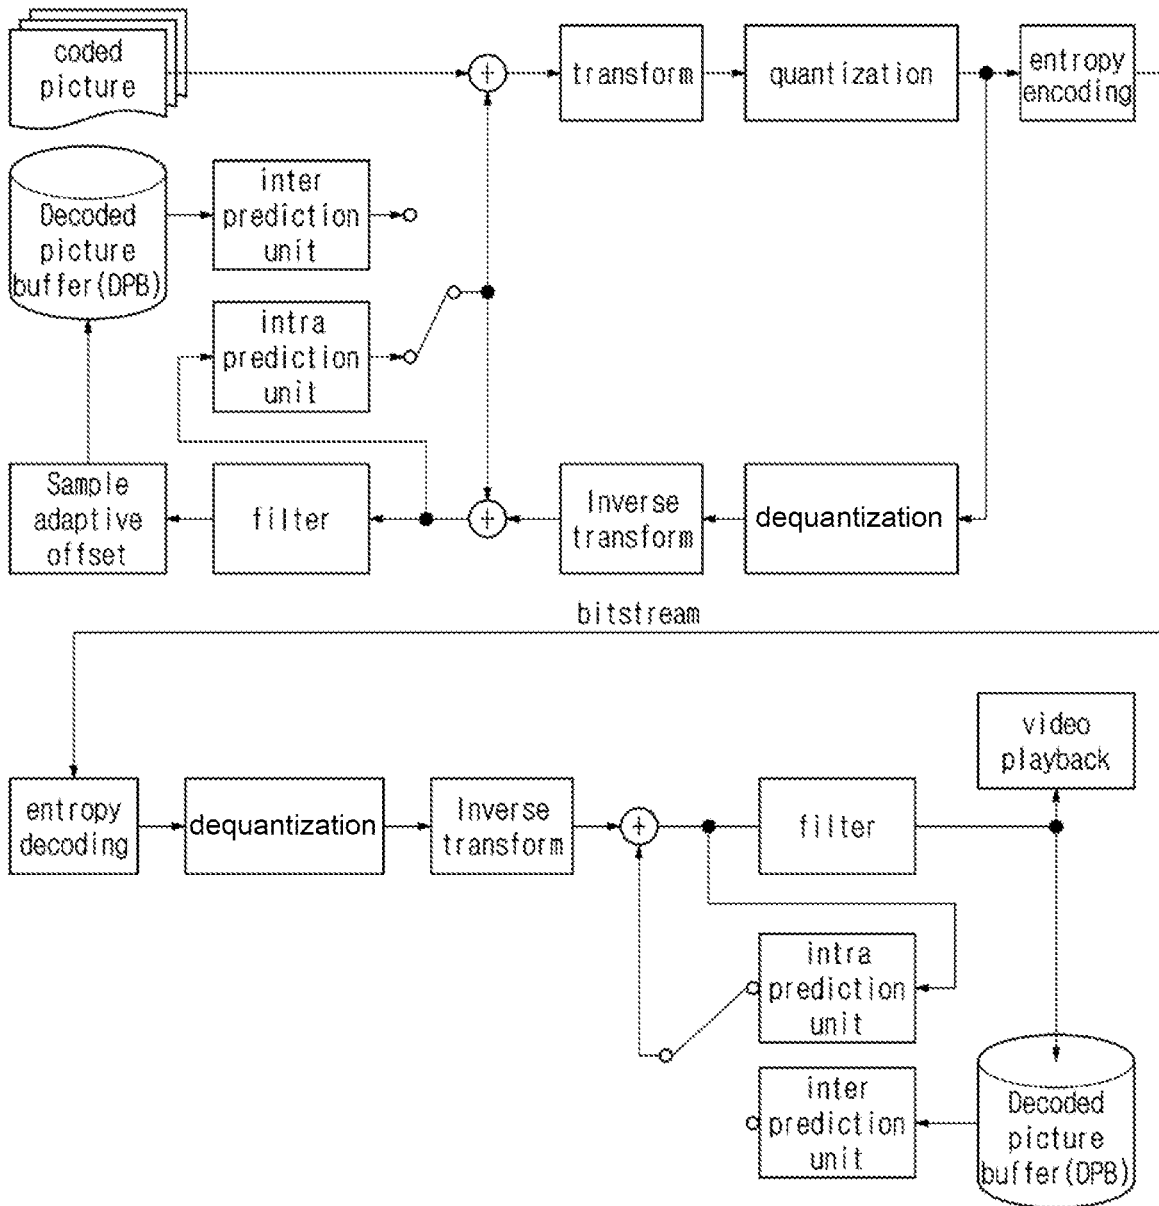 coded
picture
transform
quantization
entropy
encoding
Decoded
picture
buffer(DPB)
inter
prediction
unit
intra
prediction
unit
Sample
adaptive
offset
filter
Inverse
transform
dequantization
bitstream
video
playback
entropy
decoding
dequantization
Inverse
transform
filter
intra
prediction
unit
inter
prediction
unit
Decoded
picture
buffer(DPB)